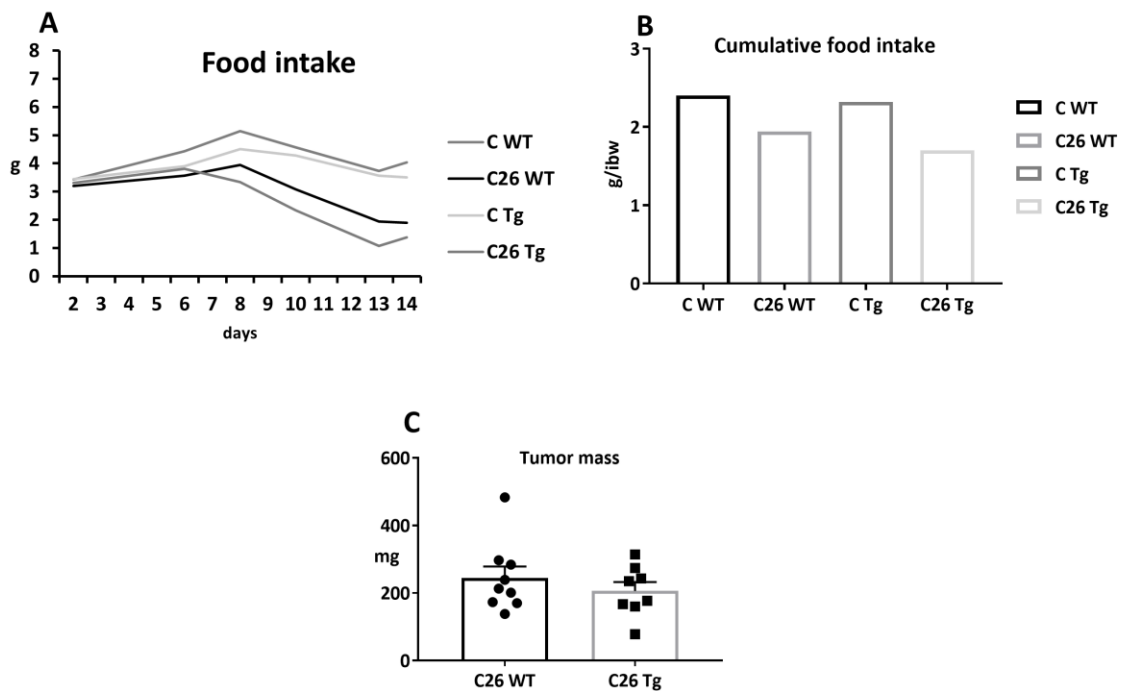 A
Food intake
8
7
6
5
4
3
2
1
0
g
2 3 4 5 6 7 8 9 10 11 12 13 14
days
C WT
C26 WT
C Tg
C26 Tg
B
Cumulative food intake
3
2
1
0
g/ibw
C WT C26 WT C Tg C26 Tg
C WT
C26 WT
C Tg
C26 Tg
C
Tumor mass
600
400
200
0
mg
C26 WT C26 Tg